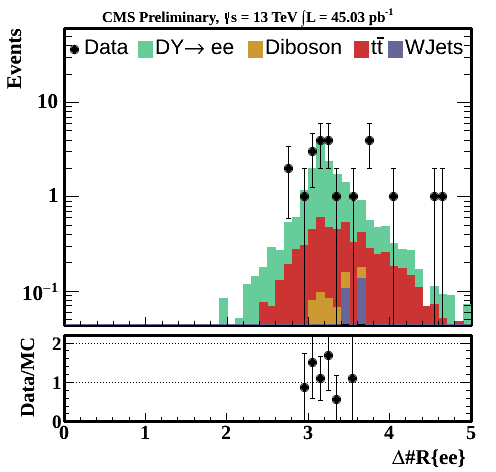 CMS Preliminary, √s = 13 TeV ∫L = 45.03 pb⁻¹
Events
Data DY→ ee Diboson tt̄ WJets
10
1
10⁻¹
Data/MC
2
1
0
0 1 2 3 4 5
Δ#R{ee}